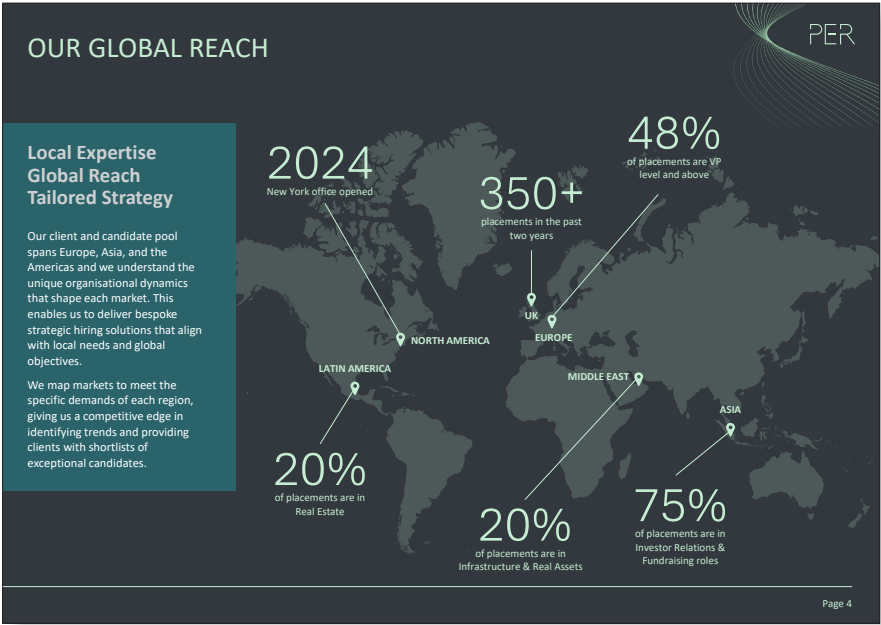 OUR GLOBAL REACH
PER
Local Expertise
Global Reach
Tailored Strategy
Our client and candidate pool
spans Europe, Asia, and the
Americas and we understand the
unique organisational dynamics
that shape each market. This
enables us to deliver bespoke
strategic hiring solutions that align
with local needs and global
objectives.
We map markets to meet the
specific demands of each region,
giving us a competitive edge in
identifying trends and providing
clients with shortlists of
exceptional candidates.
2024
New York office opened
350+
placements in the past
two years
48%
of placements are VP
level and above
UK
EUROPE
NORTH AMERICA
LATIN AMERICA
MIDDLE EAST
ASIA
20%
of placements are in
Real Estate
20%
of placements are in
Infrastructure & Real Assets
75%
of placements are in
Investor Relations &
Fundraising roles
Page 4